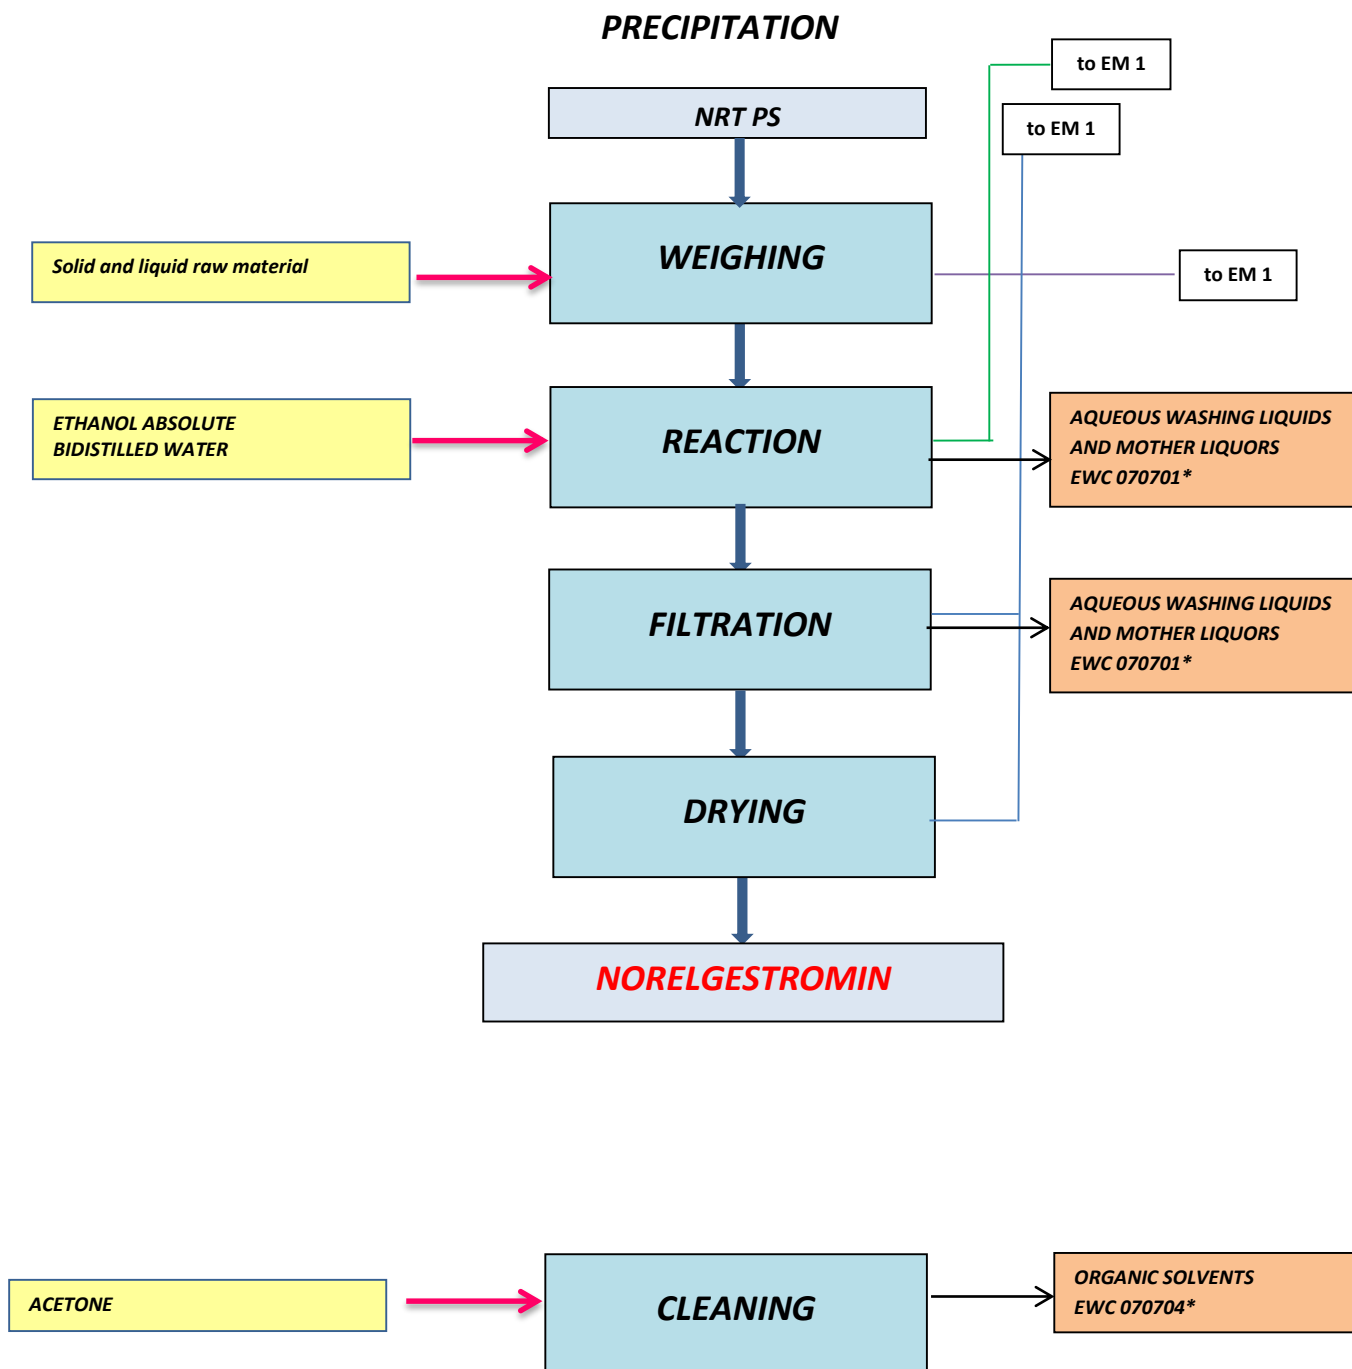 PRECIPITATION
to EM 1
NRT PS
to EM 1
WEIGHING
Solid and liquid raw material
to EM 1
ETHANOL ABSOLUTE
BIDISTILLED WATER
REACTION
AQUEOUS WASHING LIQUIDS
AND MOTHER LIQUORS
EWC 070701*
FILTRATION
AQUEOUS WASHING LIQUIDS
AND MOTHER LIQUORS
EWC 070701*
DRYING
NORELGESTROMIN
ACETONE
CLEANING
ORGANIC SOLVENTS
EWC 070704*